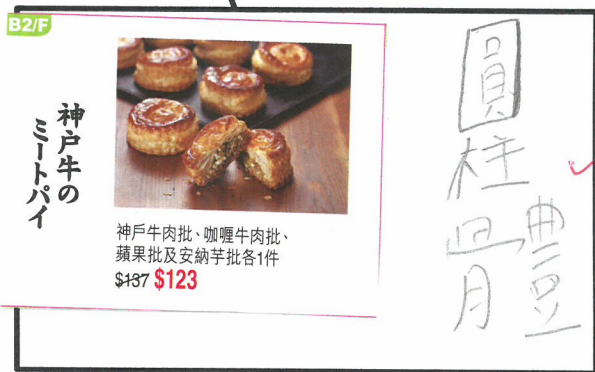 B2/F
神戸牛の
ミートパイ
神戶牛肉批、咖喱牛肉批、
蘋果批及安納芋批各1件
$137 $123
圓柱體